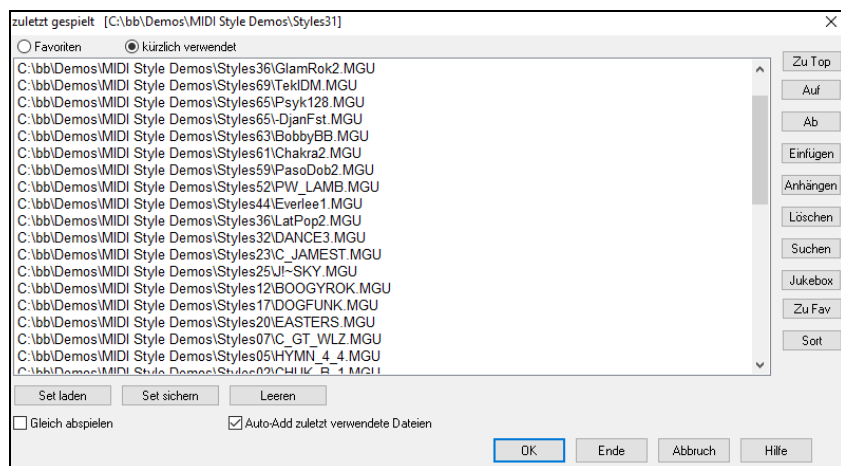 zuletzt gespielt [C:\bb\Demos\MIDI Style Demos\Styles31]
Favoriten
kürzlich verwendet
C:\bb\Demos\MIDI Style Demos\Styles36\GlamRok2.MGU
C:\bb\Demos\MIDI Style Demos\Styles69\TekIDM.MGU
C:\bb\Demos\MIDI Style Demos\Styles65\Psyk128.MGU
C:\bb\Demos\MIDI Style Demos\Styles65\-DjanFst.MGU
C:\bb\Demos\MIDI Style Demos\Styles63\BobbyBB.MGU
C:\bb\Demos\MIDI Style Demos\Styles61\Chakra2.MGU
C:\bb\Demos\MIDI Style Demos\Styles59\PasoDob2.MGU
C:\bb\Demos\MIDI Style Demos\Styles52\PW_LAMB.MGU
C:\bb\Demos\MIDI Style Demos\Styles44\Everlee1.MGU
C:\bb\Demos\MIDI Style Demos\Styles36\LatPop2.MGU
C:\bb\Demos\MIDI Style Demos\Styles32\DANCE3.MGU
C:\bb\Demos\MIDI Style Demos\Styles23\C_JAMEST.MGU
C:\bb\Demos\MIDI Style Demos\Styles25\J!~SKY.MGU
C:\bb\Demos\MIDI Style Demos\Styles12\BOOGYROK.MGU
C:\bb\Demos\MIDI Style Demos\Styles17\DOGFUNK.MGU
C:\bb\Demos\MIDI Style Demos\Styles20\EASTERS.MGU
C:\bb\Demos\MIDI Style Demos\Styles07\C_GT_WLZ.MGU
C:\bb\Demos\MIDI Style Demos\Styles05\HYMN_4_4.MGU
C:\bb\Demos\MIDI Style Demos\Styles02\CHUK_B_1.MGU
Zu Top
Auf
Ab
Einfügen
Anhängen
Löschen
Suchen
Jukebox
Zu Fav
Sort
Set laden
Set sichern
Leeren
Gleich abspielen
Auto-Add zuletzt verwendete Dateien
OK
Ende
Abbruch
Hilfe